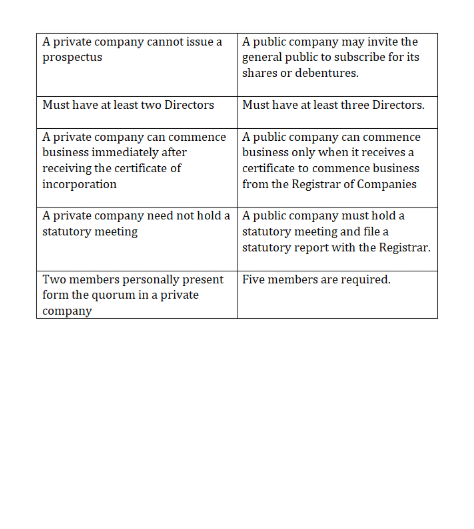 A private company cannot issue a
prospectus
A public company may invite the
general public to subscribe for its
shares or debentures.
Must have at least two Directors
Must have at least three Directors.
A private company can commence
business immediately after
receiving the certificate of
incorporation
A public company can commence
business only when it receives a
certificate to commence business
from the Registrar of Companies
A private company need not hold a
statutory meeting
A public company must hold a
statutory meeting and file a
statutory report with the Registrar.
Two members personally present
form the quorum in a private
company
Five members are required.